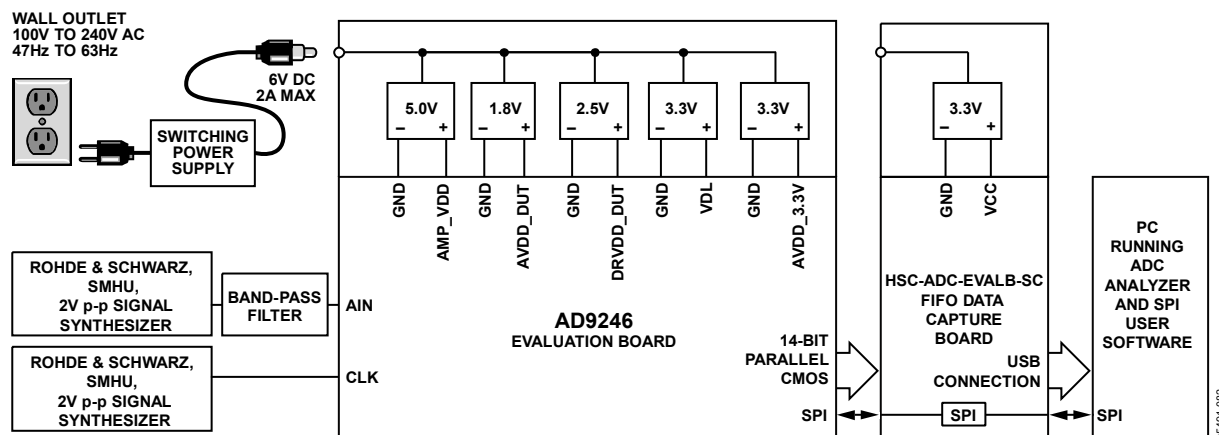 WALL OUTLET
100V TO 240V AC
47Hz TO 63Hz
6V DC
2A MAX
SWITCHING
POWER
SUPPLY
5.0V
– +
1.8V
– +
2.5V
– +
3.3V
– +
3.3V
– +
3.3V
– +
GND
AMP_VDD
GND
AVDD_DUT
GND
DRVDD_DUT
GND
VDL
GND
AVDD_3.3V
GND
VCC
ROHDE & SCHWARZ,
SMHU,
2V p-p SIGNAL
SYNTHESIZER
BAND-PASS
FILTER
AIN
ROHDE & SCHWARZ,
SMHU,
2V p-p SIGNAL
SYNTHESIZER
CLK
AD9246
EVALUATION BOARD
14-BIT
PARALLEL
CMOS
SPI
HSC-ADC-EVALB-SC
FIFO DATA
CAPTURE
BOARD
USB
CONNECTION
SPI
PC
RUNNING
ADC
ANALYZER
AND SPI
USER
SOFTWARE
SPI